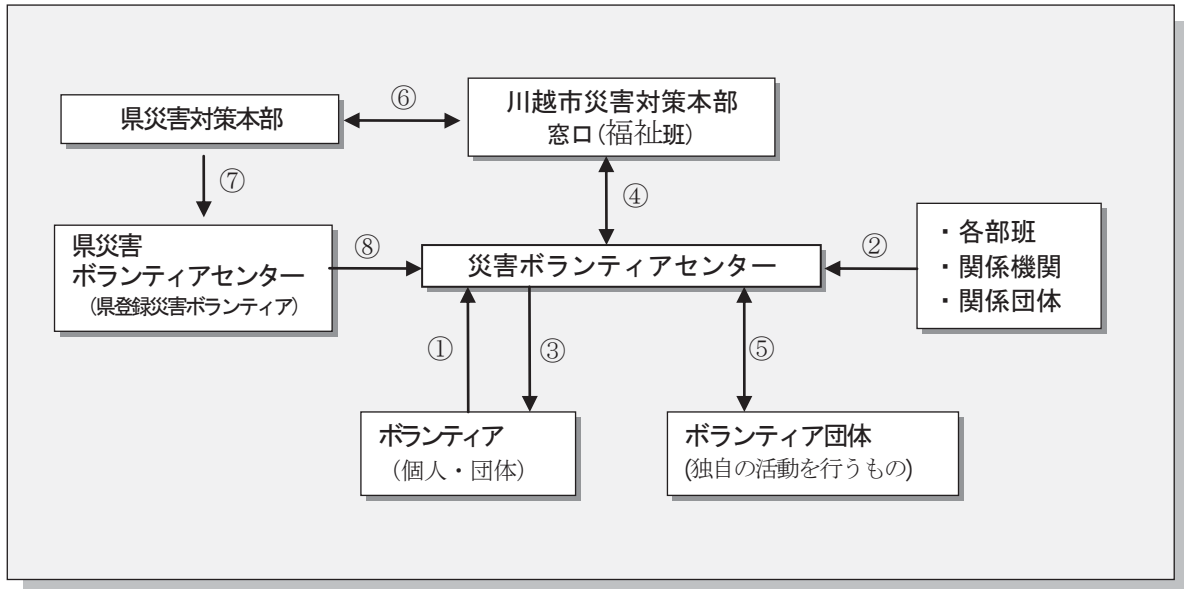 県災害対策本部
⑥
川越市災害対策本部
窓口(福祉班)
⑦
④
県災害
ボランティアセンター
(県登録災害ボランティア)
⑧
災害ボランティアセンター
②
・各部班
・関係機関
・関係団体
①
③
⑤
ボランティア
(個人・団体)
ボランティア団体
(独自の活動を行うもの)